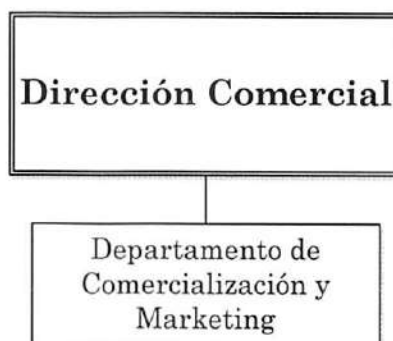 Dirección Comercial
Departamento de
Comercialización y
Marketing